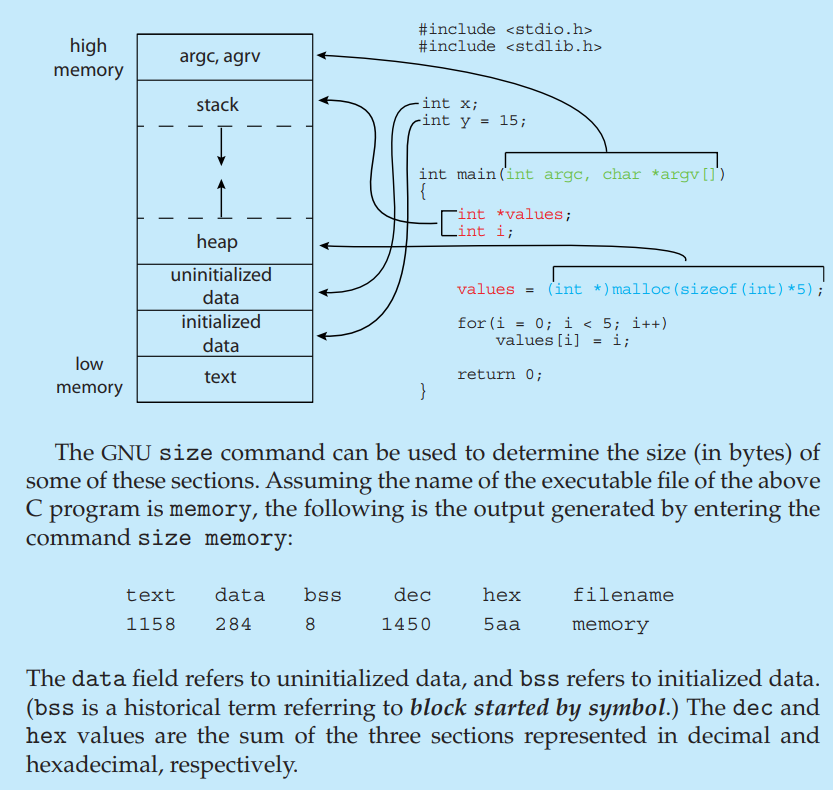 #include <stdio.h>
#include <stdlib.h>
high
memory
argc, agrv
stack
int x;
int y = 15;
int main(int argc, char *argv[])
{
int *values;
int i;
heap
uninitialized
data
values = (int *)malloc(sizeof(int)*5);
initialized
data
for(i = 0; i < 5; i++)
values[i] = i;
low
memory
text
return 0;
}
The GNU size command can be used to determine the size (in bytes) of
some of these sections. Assuming the name of the executable file of the above
C program is memory, the following is the output generated by entering the
command size memory:
text data bss dec hex filename
1158 284 8 1450 5aa memory
The data field refers to uninitialized data, and bss refers to initialized data.
(bss is a historical term referring to block started by symbol.) The dec and
hex values are the sum of the three sections represented in decimal and
hexadecimal, respectively.